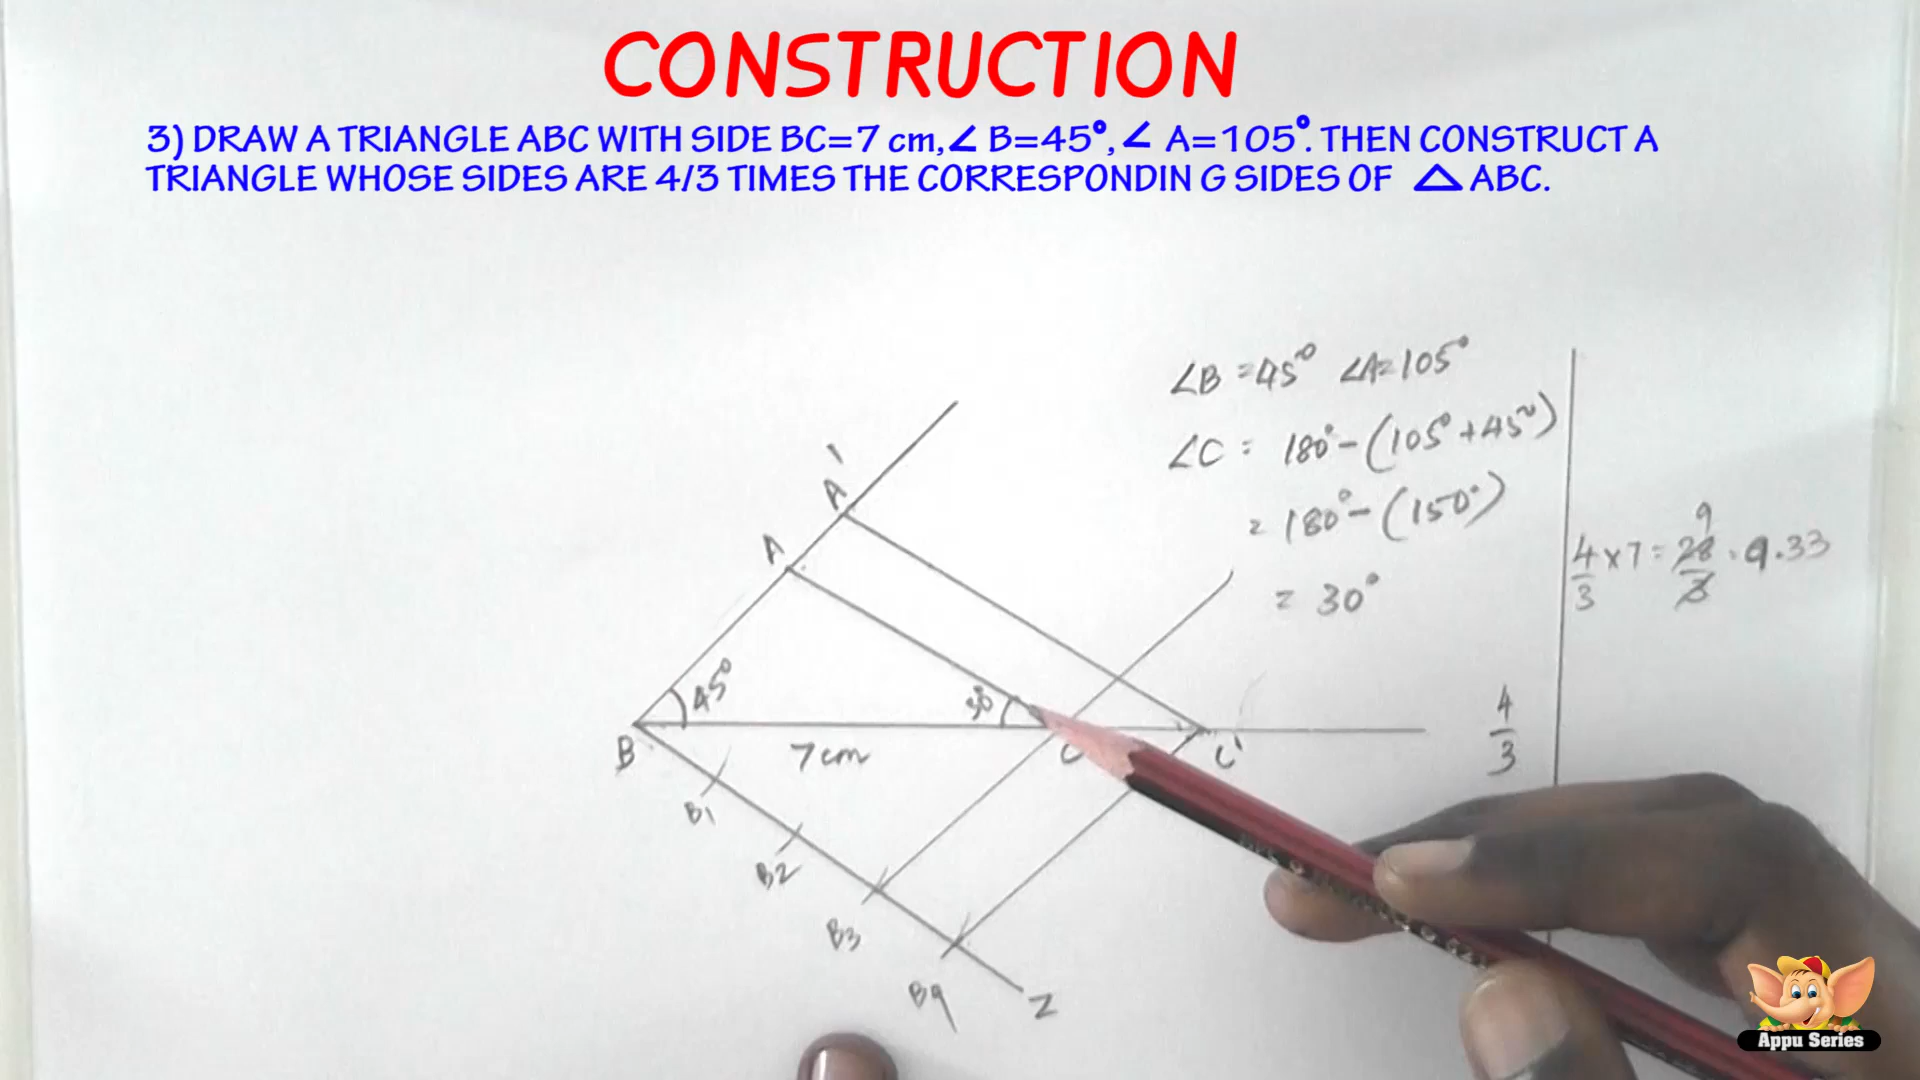 CONSTRUCTION
3) DRAW A TRIANGLE ABC WITH SIDE BC=7 cm,∠ B=45°,∠ A=105°. THEN CONSTRUCT A
TRIANGLE WHOSE SIDES ARE 4/3 TIMES THE CORRESPONDIN G SIDES OF △ ABC.
∠B =45° ∠A=105°
∠C = 180°-(105°+45°)
= 180°-(150°)
= 30°
9
4/3 x 7 = 28/3 = 9.33
4/3
A'
A
45°
30
B
7cm
C
C'
B1
B2
B3
B4
Z
Appu Series